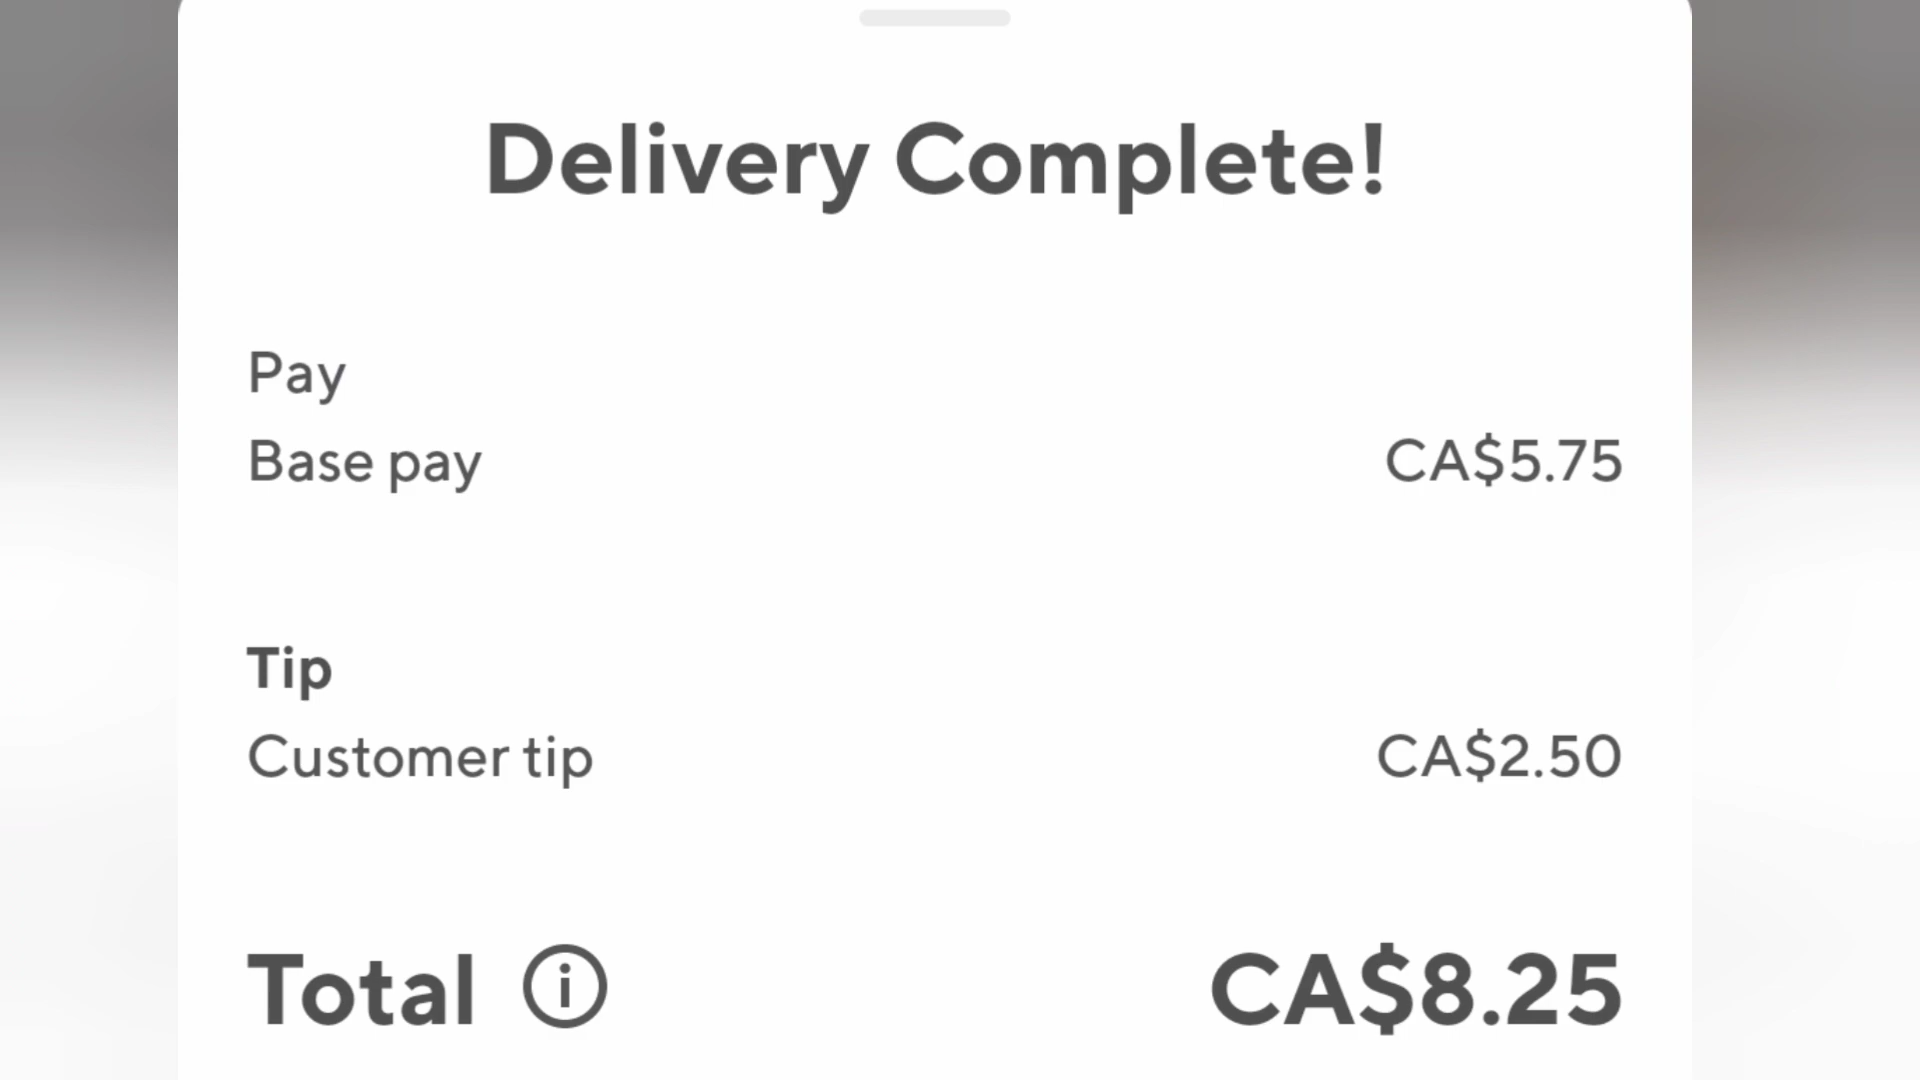 Delivery Complete!
Pay
Base pay CA$5.75
Tip
Customer tip CA$2.50
Total CA$8.25